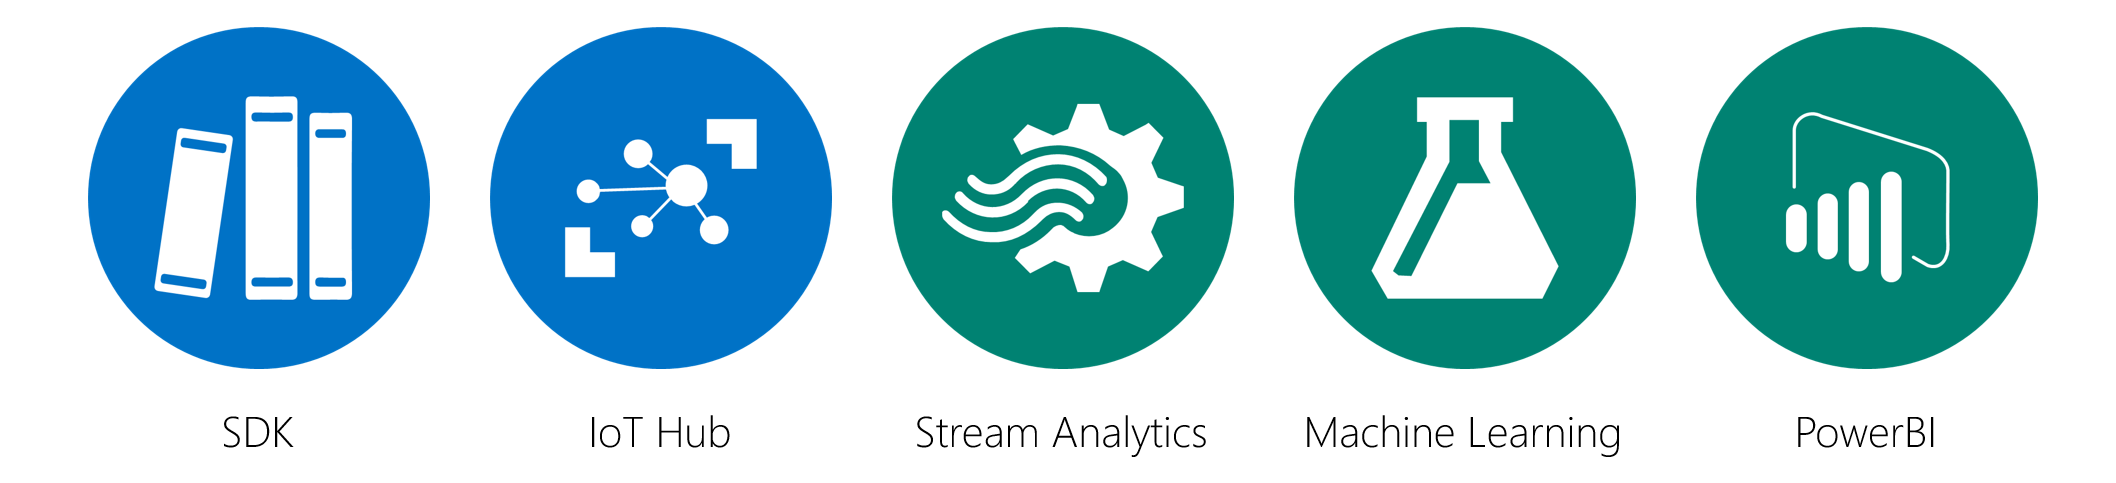 SDK
IoT Hub
Stream Analytics
Machine Learning
PowerBI